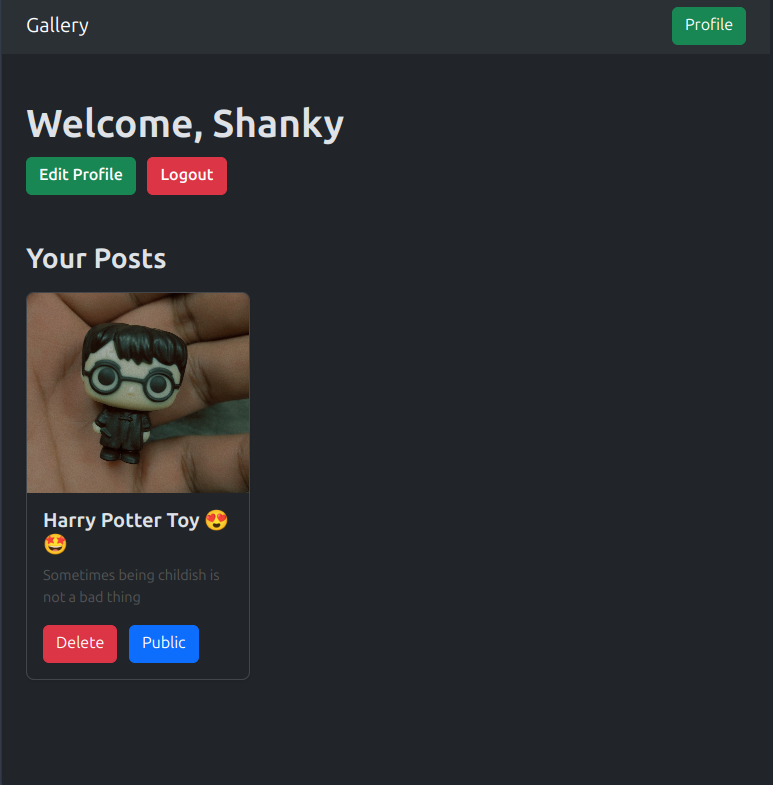 Gallery
Profile
Welcome, Shanky
Edit Profile
Logout
Your Posts
Harry Potter Toy 😍
🤩
Sometimes being childish is
not a bad thing
Delete
Public